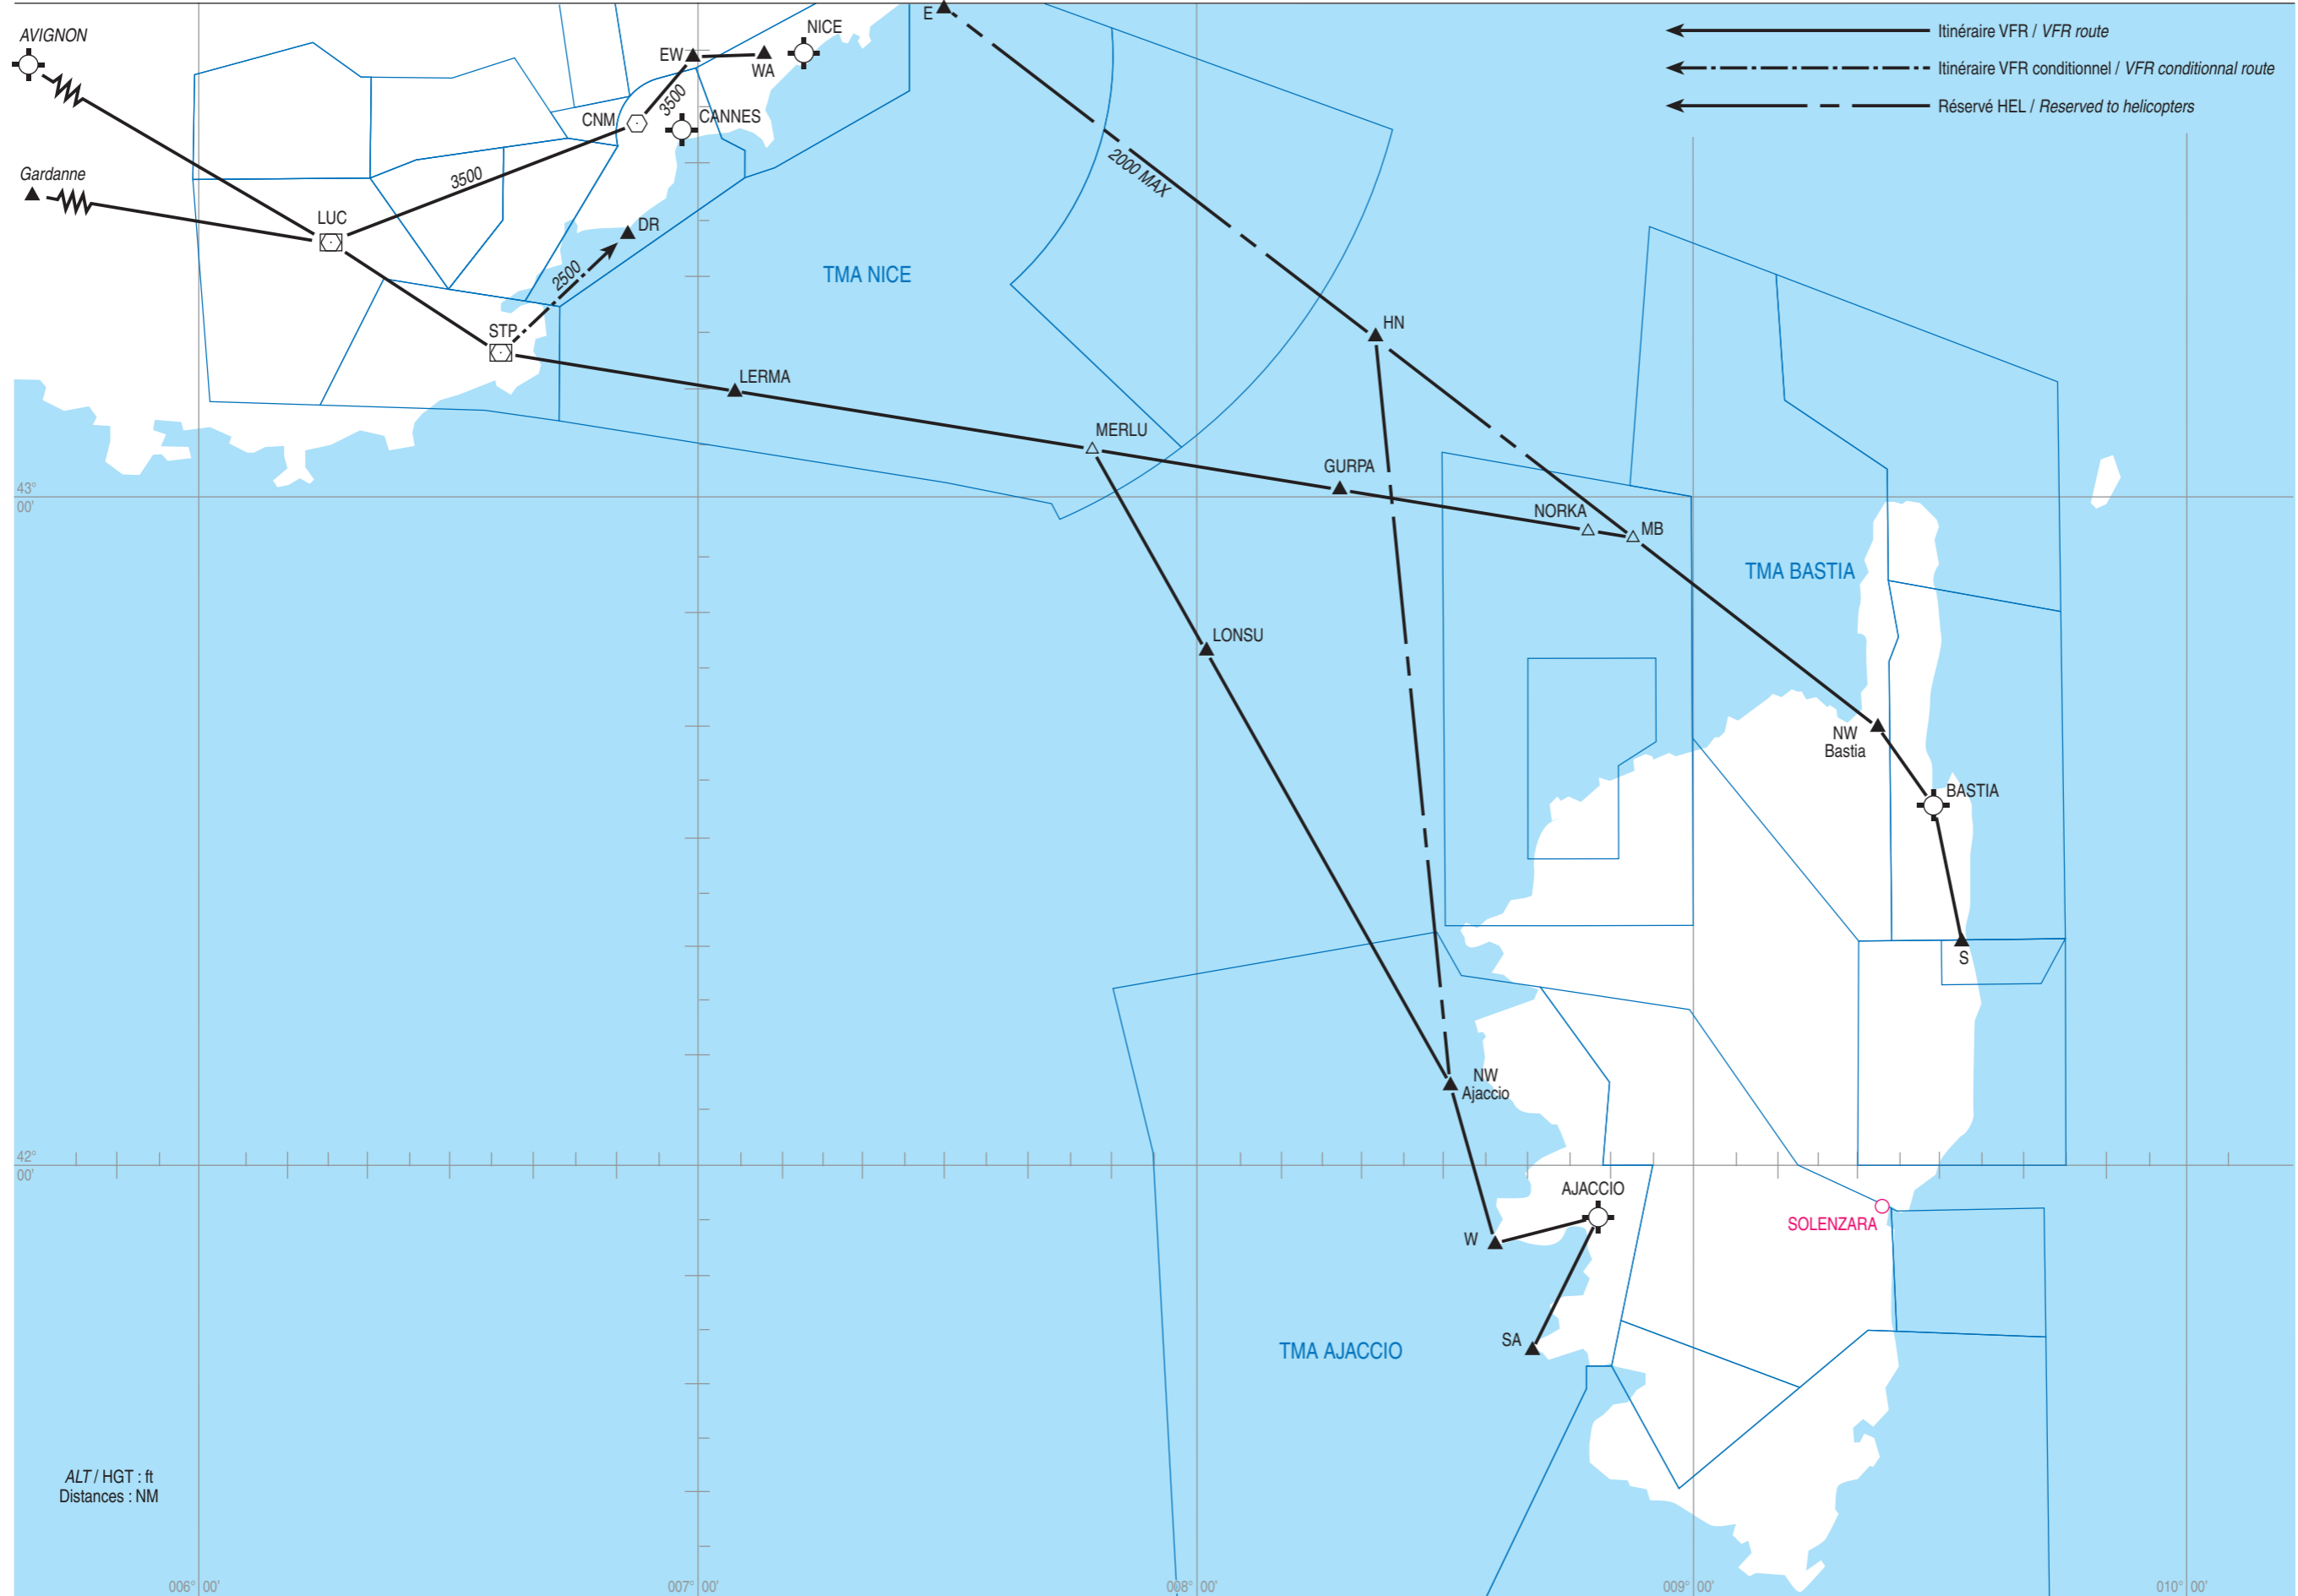 E
Itinéraire VFR / VFR route
Itinéraire VFR conditionnel / VFR conditionnal route
Réservé HEL / Reserved to helicopters
AVIGNON
NICE
EW
WA
3500
CNM
CANNES
Gardanne
3500
2000 MAX
LUC
DR
2500
TMA NICE
STP
HN
LERMA
MERLU
GURPA
43°
00'
NORKA
MB
TMA BASTIA
LONSU
NW
Bastia
BASTIA
S
NW
Ajaccio
42°
00'
AJACCIO
W
SOLENZARA
SA
TMA AJACCIO
ALT / HGT : ft
Distances : NM
006° 00'
007° 00'
008° 00'
009° 00'
010° 00'